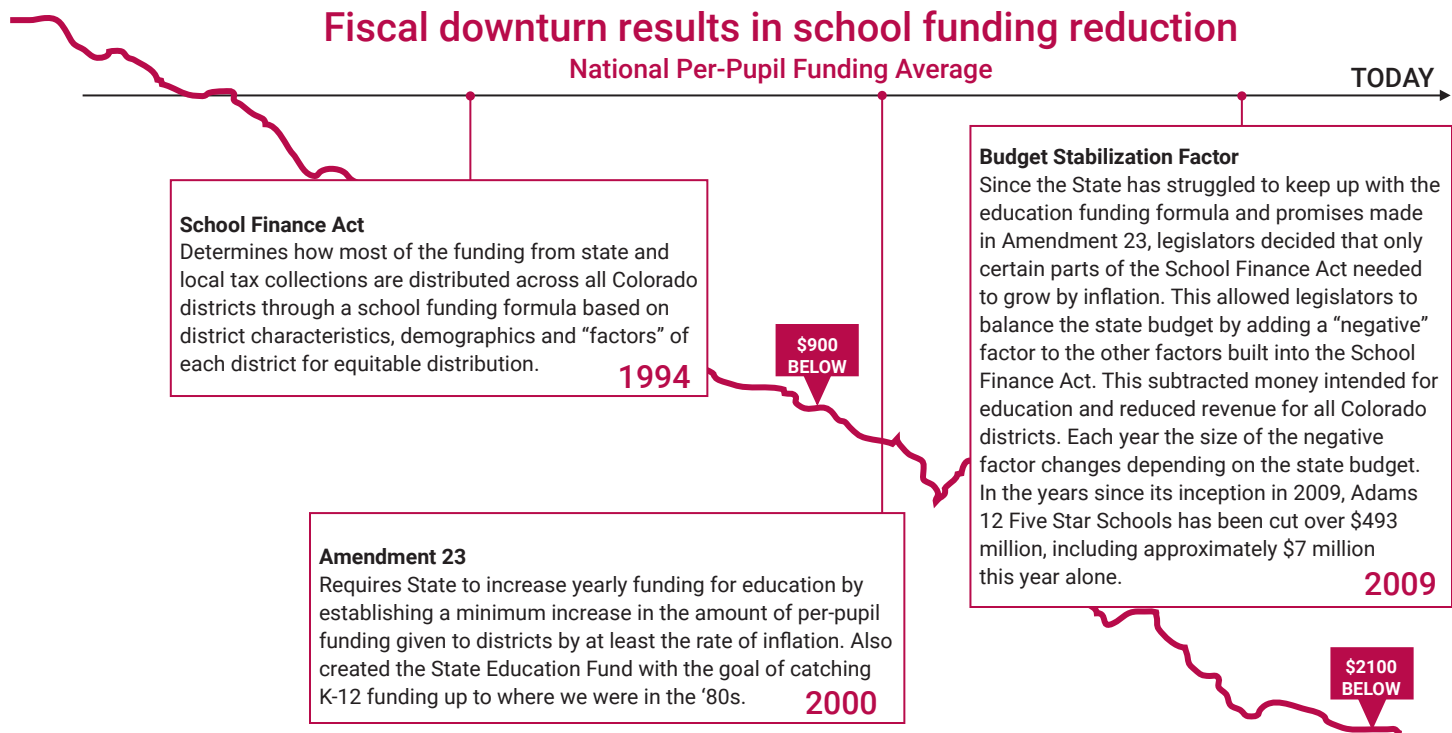 Fiscal downturn results in school funding reduction
National Per-Pupil Funding Average
TODAY
School Finance Act
Determines how most of the funding from state and
local tax collections are distributed across all Colorado
districts through a school funding formula based on
district characteristics, demographics and “factors” of
each district for equitable distribution.
1994
$900
BELOW
Amendment 23
Requires State to increase yearly funding for education by
establishing a minimum increase in the amount of per-pupil
funding given to districts by at least the rate of inflation. Also
created the State Education Fund with the goal of catching
K-12 funding up to where we were in the ‘80s.
2000
Budget Stabilization Factor
Since the State has struggled to keep up with the
education funding formula and promises made
in Amendment 23, legislators decided that only
certain parts of the School Finance Act needed
to grow by inflation. This allowed legislators to
balance the state budget by adding a “negative”
factor to the other factors built into the School
Finance Act. This subtracted money intended for
education and reduced revenue for all Colorado
districts. Each year the size of the negative
factor changes depending on the state budget.
In the years since its inception in 2009, Adams
12 Five Star Schools has been cut over $493
million, including approximately $7 million
this year alone.
2009
$2100
BELOW